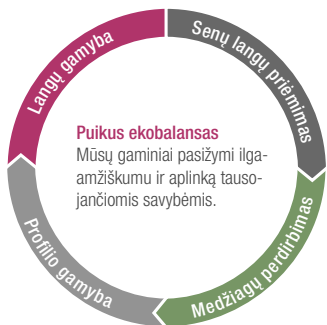 Langų gamyba
Senų langų priėmimas
Puikus ekobalansas
Mūsų gaminiai pasižymi ilga-
amžiškumu ir aplinką tauso-
jančiomis savybėmis.
Medžiagų perdirbimas
Profilio gamyba